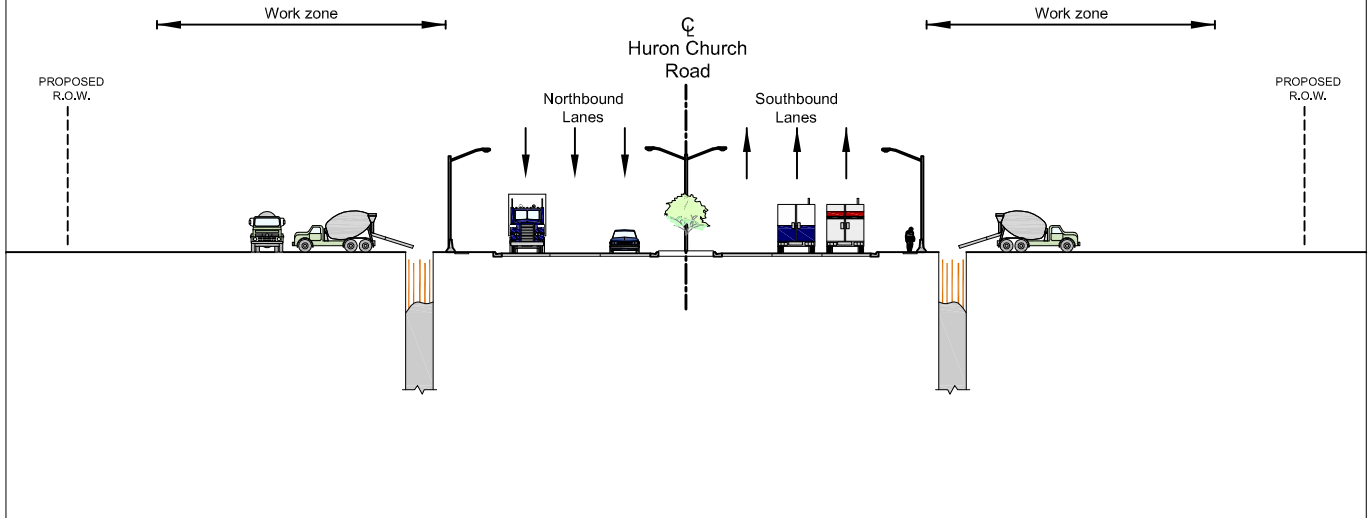 Work zone
Work zone
℄
Huron Church
Road
PROPOSED
R.O.W.
PROPOSED
R.O.W.
Northbound
Lanes
Southbound
Lanes